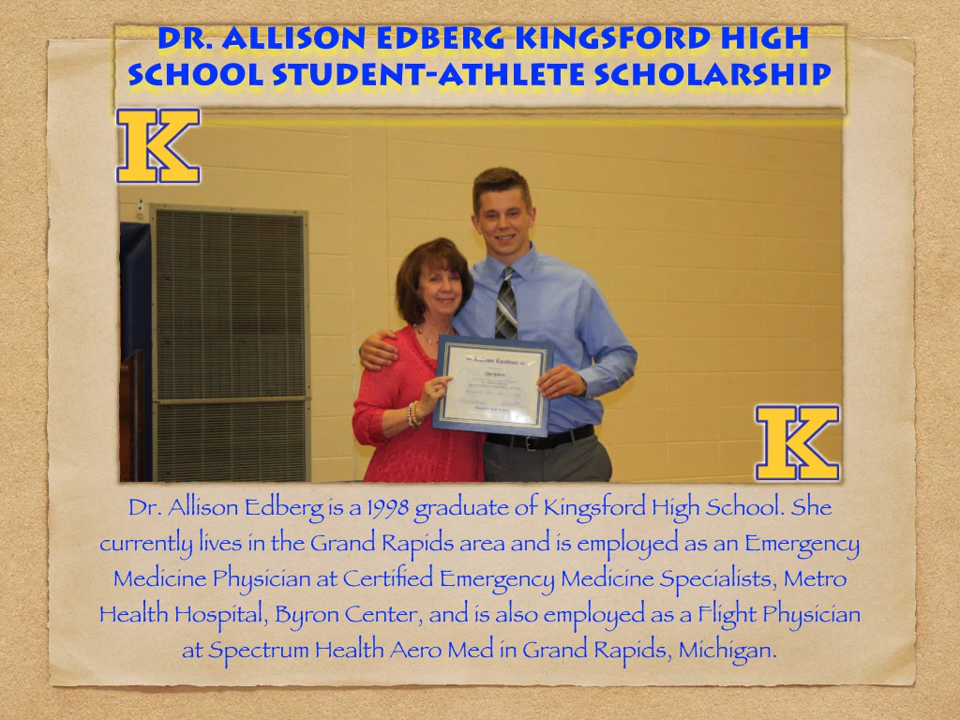 DR. ALLISON EDBERG KINGSFORD HIGH
SCHOOL STUDENT-ATHLETE SCHOLARSHIP
K
K
Dr. Allison Edberg is a 1998 graduate of Kingsford High School. She
currently lives in the Grand Rapids area and is employed as an Emergency
Medicine Physician at Certified Emergency Medicine Specialists, Metro
Health Hospital, Byron Center, and is also employed as a Flight Physician
at Spectrum Health Aero Med in Grand Rapids, Michigan.